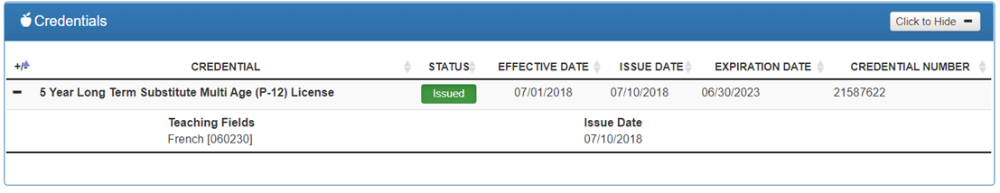 Credentials
Click to Hide
+/- CREDENTIAL STATUS EFFECTIVE DATE ISSUE DATE EXPIRATION DATE CREDENTIAL NUMBER
5 Year Long Term Substitute Multi Age (P-12) License Issued 07/01/2018 07/10/2018 06/30/2023 21587622
Teaching Fields Issue Date
French [060230] 07/10/2018